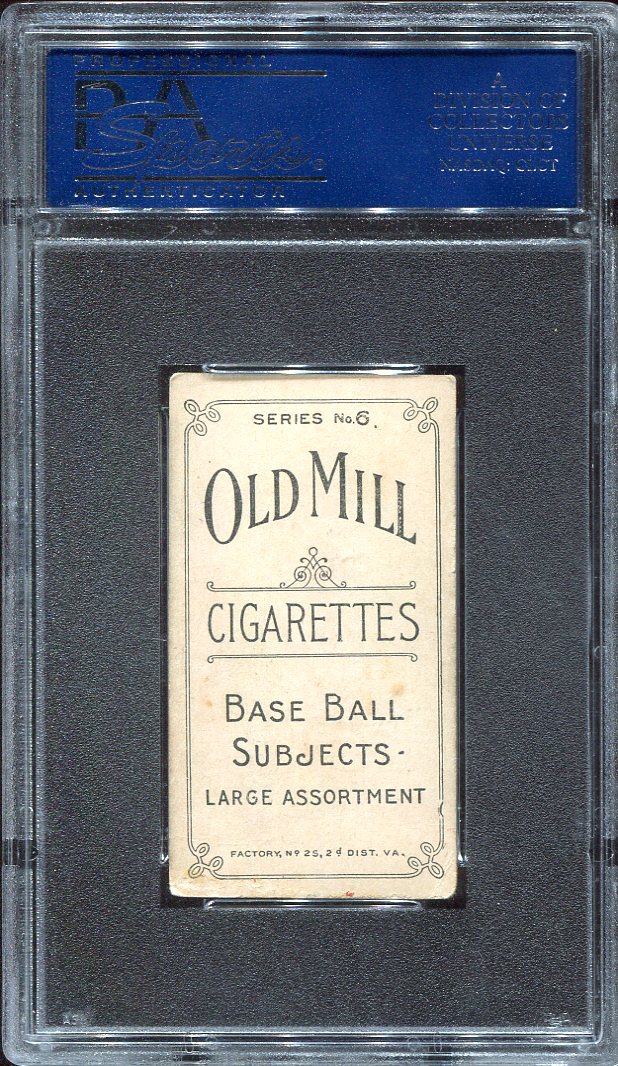 PROFESSIONAL
PSA
Sports
AUTHENTICATOR
A
DIVISION OF
COLLECTORS
UNIVERSE
NASDAQ: CLCT
SERIES No. 6.
OLD MILL
CIGARETTES
BASE BALL
SUBJECTS-
LARGE ASSORTMENT
FACTORY, Nº 25, 2d DIST. VA.